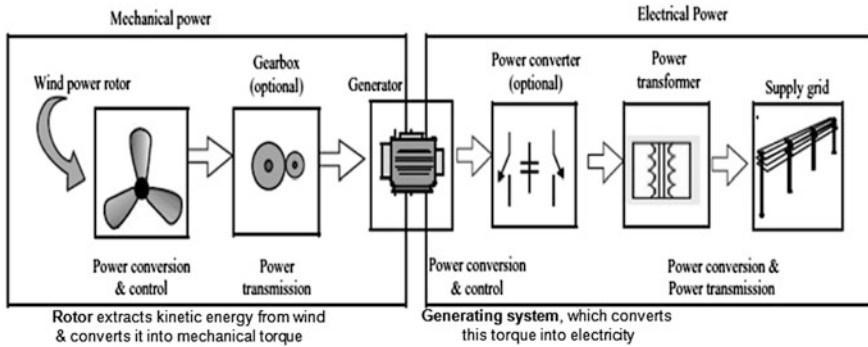 Mechanical power
Electrical Power
Wind power rotor
Gearbox
(optional)
Generator
Power converter
(optional)
Power
transformer
Supply grid
Power conversion
& control
Power
transmission
Power conversion
& control
Power conversion &
Power transmission
Rotor extracts kinetic energy from wind
& converts it into mechanical torque
Generating system, which converts
this torque into electricity